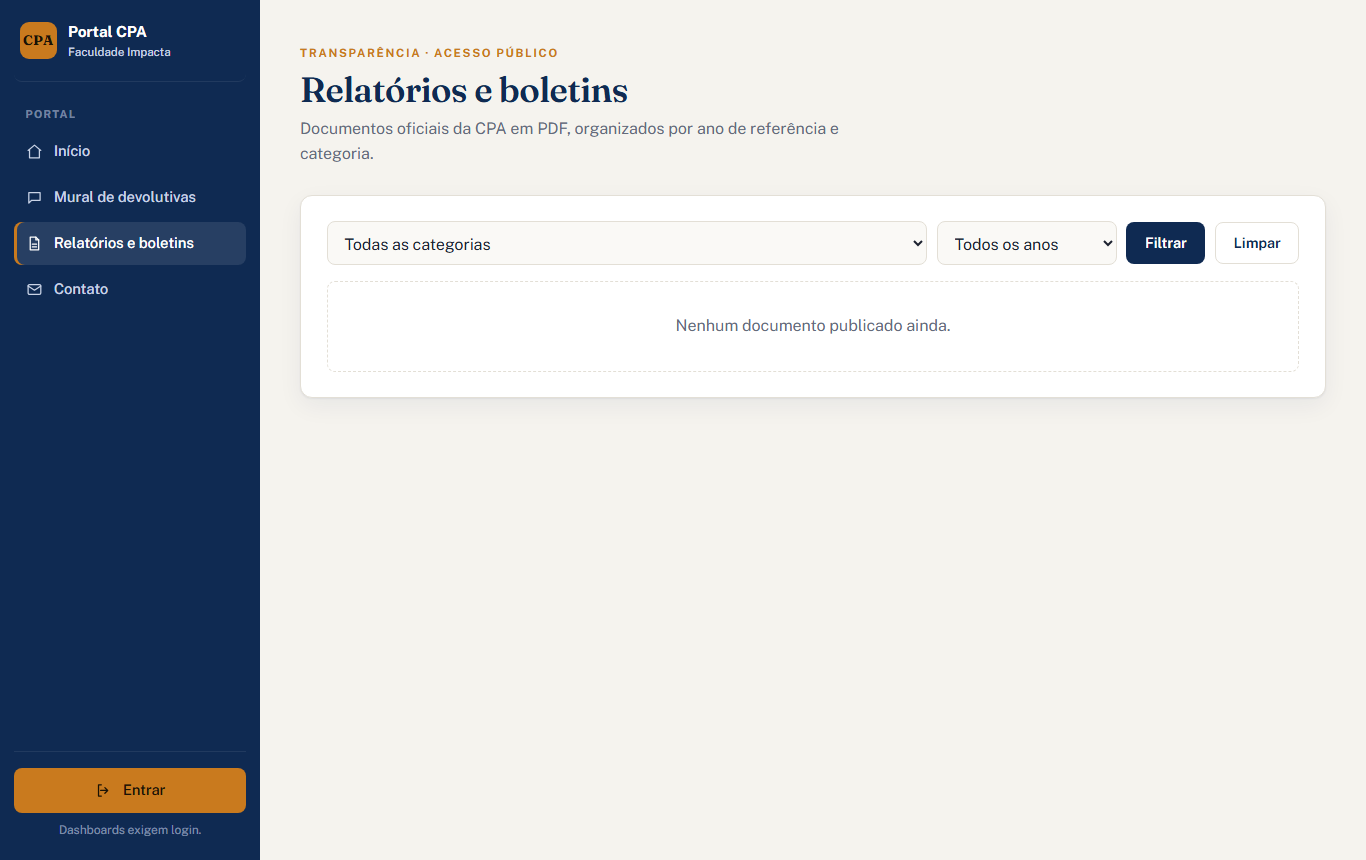 CPA
Portal CPA
Faculdade Impacta
PORTAL
Início
Mural de devolutivas
Relatórios e boletins
Contato
Entrar
Dashboards exigem login.
TRANSPARÊNCIA · ACESSO PÚBLICO
Relatórios e boletins
Documentos oficiais da CPA em PDF, organizados por ano de referência e
categoria.
Todas as categorias
Todos os anos
Filtrar
Limpar
Nenhum documento publicado ainda.